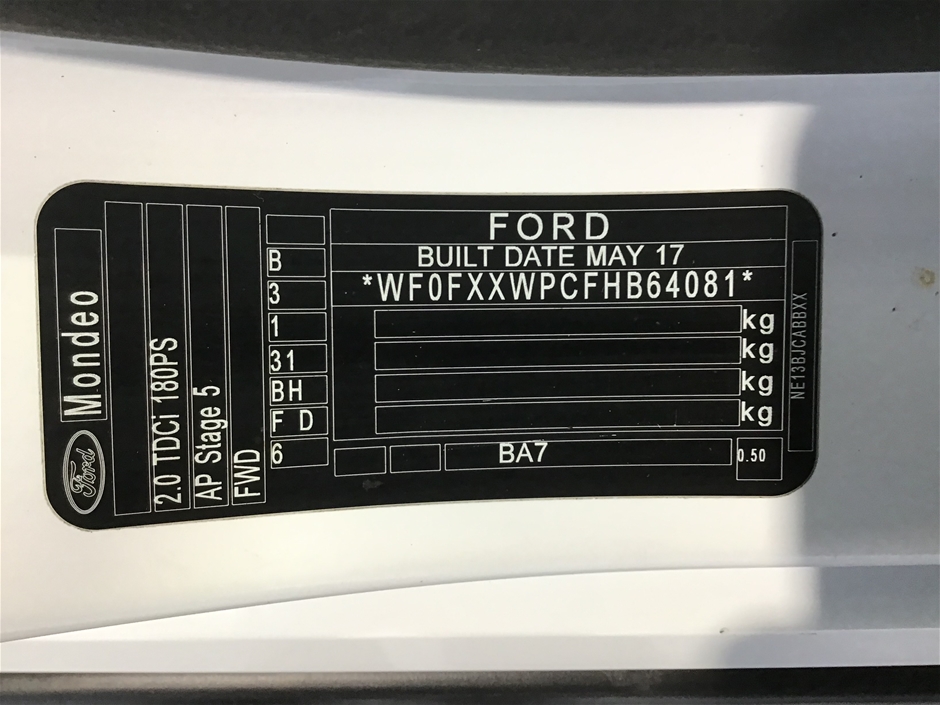 FORD
BUILT DATE MAY 17
*WF0FXXWPCFHB64081*
kg
kg
kg
kg
BA7
0.50
B
3
1
31
BH
F D
6
Ford
Mondeo
2.0 TDCi 180PS
AP Stage 5
FWD
NE13BJCABBXX